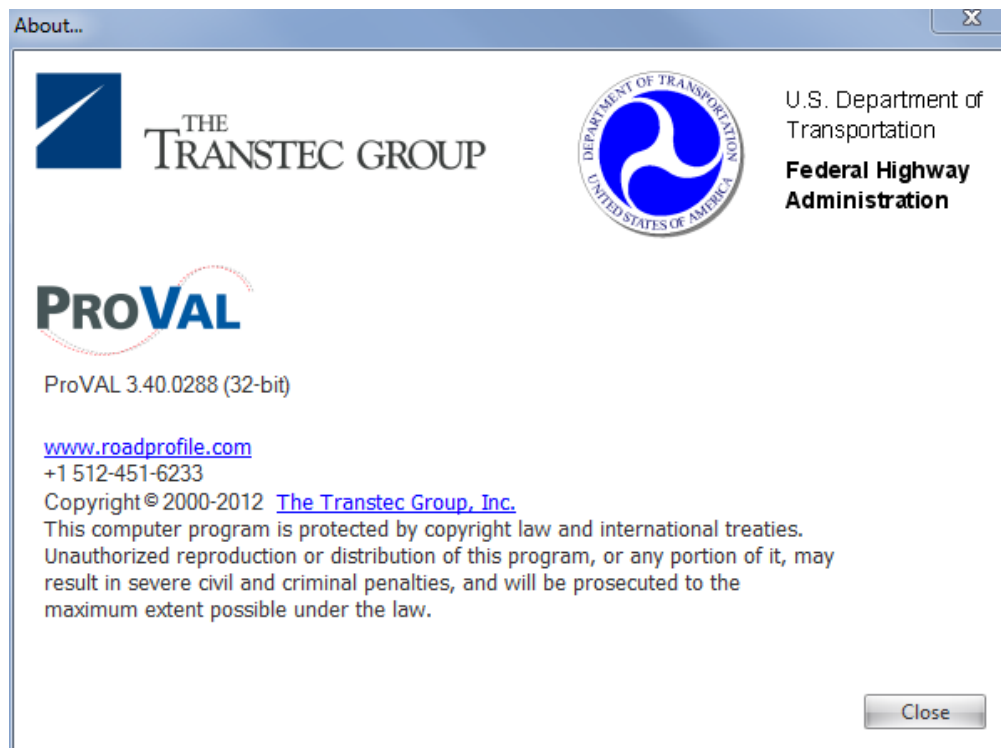 About...
THE
TRANSTEC GROUP
DEPARTMENT OF TRANSPORTATION
UNITED STATES OF AMERICA
U.S. Department of
Transportation
Federal Highway
Administration
PROVAL
ProVAL 3.40.0288 (32-bit)
www.roadprofile.com
+1 512-451-6233
Copyright © 2000-2012 The Transtec Group, Inc.
This computer program is protected by copyright law and international treaties.
Unauthorized reproduction or distribution of this program, or any portion of it, may
result in severe civil and criminal penalties, and will be prosecuted to the
maximum extent possible under the law.
Close